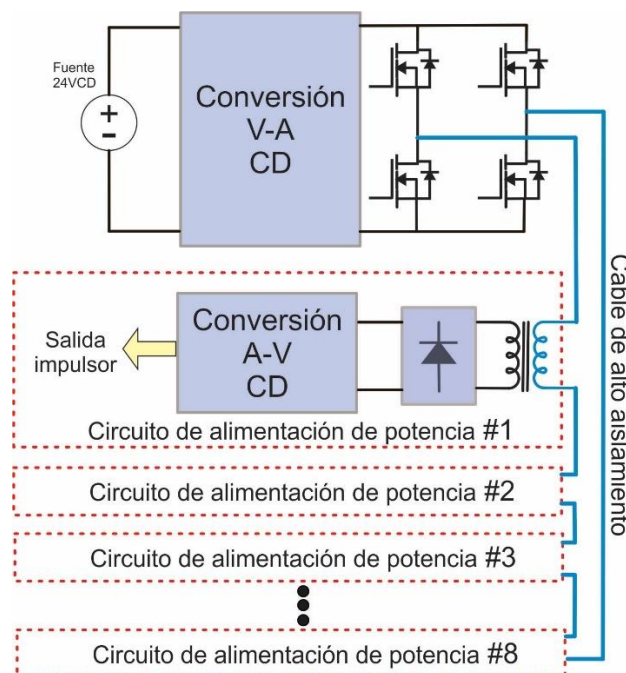 Fuente
24VCD
Conversión
V-A
CD
Conversión
A-V
CD
Salida
impulsor
Circuito de alimentación de potencia #1
Circuito de alimentación de potencia #2
Circuito de alimentación de potencia #3
Circuito de alimentación de potencia #8
Cable de alto aislamiento